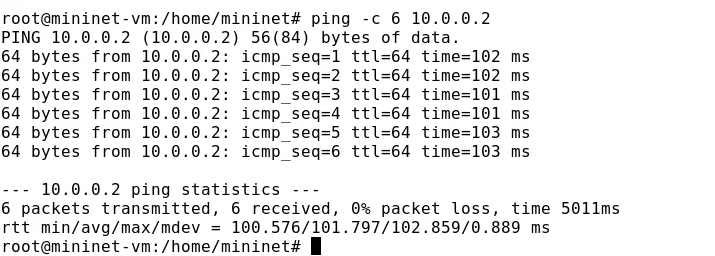 root@mininet-vm:/home/mininet# ping -c 6 10.0.0.2
PING 10.0.0.2 (10.0.0.2) 56(84) bytes of data.
64 bytes from 10.0.0.2: icmp_seq=1 ttl=64 time=102 ms
64 bytes from 10.0.0.2: icmp_seq=2 ttl=64 time=102 ms
64 bytes from 10.0.0.2: icmp_seq=3 ttl=64 time=101 ms
64 bytes from 10.0.0.2: icmp_seq=4 ttl=64 time=101 ms
64 bytes from 10.0.0.2: icmp_seq=5 ttl=64 time=103 ms
64 bytes from 10.0.0.2: icmp_seq=6 ttl=64 time=103 ms
--- 10.0.0.2 ping statistics ---
6 packets transmitted, 6 received, 0% packet loss, time 5011ms
rtt min/avg/max/mdev = 100.576/101.797/102.859/0.889 ms
root@mininet-vm:/home/mininet#